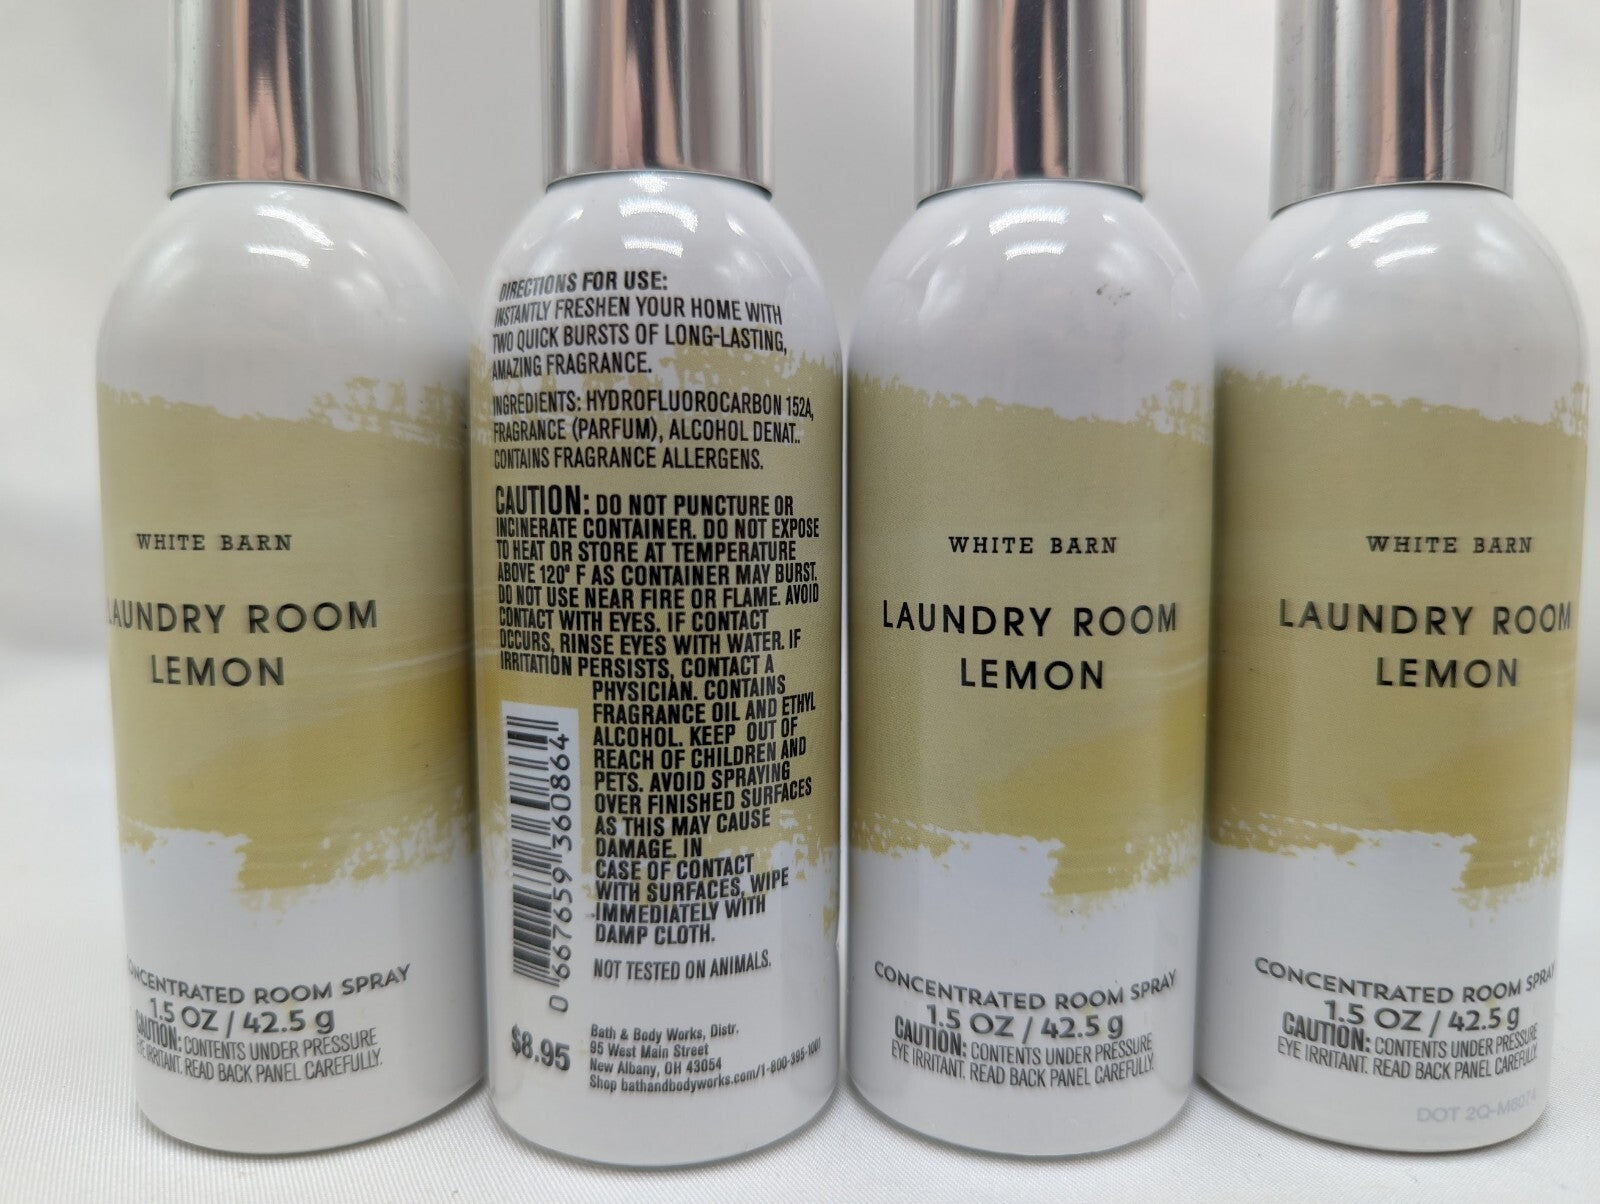 WHITE BARN
LAUNDRY ROOM
LEMON
CONCENTRATED ROOM SPRAY
1.5 OZ / 42.5 g
CAUTION: CONTENTS UNDER PRESSURE
EYE IRRITANT. READ BACK PANEL CAREFULLY.
DIRECTIONS FOR USE:
INSTANTLY FRESHEN YOUR HOME WITH
TWO QUICK BURSTS OF LONG-LASTING,
AMAZING FRAGRANCE.
INGREDIENTS: HYDROFLUOROCARBON 152A,
FRAGRANCE (PARFUM), ALCOHOL DENAT..
CONTAINS FRAGRANCE ALLERGENS.
CAUTION: DO NOT PUNCTURE OR
INCINERATE CONTAINER. DO NOT EXPOSE
TO HEAT OR STORE AT TEMPERATURE
ABOVE 120° F AS CONTAINER MAY BURST.
DO NOT USE NEAR FIRE OR FLAME. AVOID
CONTACT WITH EYES. IF CONTACT
OCCURS, RINSE EYES WITH WATER. IF
IRRITATION PERSISTS, CONTACT A
PHYSICIAN. CONTAINS
FRAGRANCE OIL AND ETHYL
ALCOHOL. KEEP OUT OF
REACH OF CHILDREN AND
PETS. AVOID SPRAYING
OVER FINISHED SURFACES
AS THIS MAY CAUSE
DAMAGE. IN
CASE OF CONTACT
WITH SURFACES, WIPE
IMMEDIATELY WITH
DAMP CLOTH.
NOT TESTED ON ANIMALS.
0 667659 360864
$8.95
Bath & Body Works, Distr.
95 West Main Street
New Albany, OH 43054
Shop bathandbodyworks.com/1-800-395-1001
WHITE BARN
LAUNDRY ROOM
LEMON
CONCENTRATED ROOM SPRAY
1.5 OZ / 42.5 g
CAUTION: CONTENTS UNDER PRESSURE
EYE IRRITANT. READ BACK PANEL CAREFULLY.
WHITE BARN
LAUNDRY ROOM
LEMON
CONCENTRATED ROOM SPRAY
1.5 OZ / 42.5 g
CAUTION: CONTENTS UNDER PRESSURE
EYE IRRITANT. READ BACK PANEL CAREFULLY.
DOT 2Q-M6074